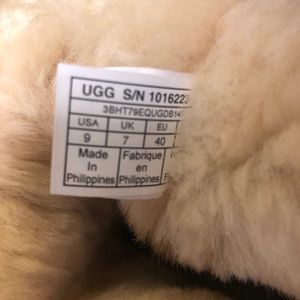 UGG S/N 1016223
3BHT79EQUGDB14
USA UK EU
9 7 40
Made Fabrique
In en
Philippines Philippines